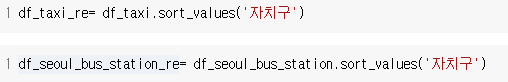 1 df_taxi_re= df_taxi.sort_values('자치구')
1 df_seoul_bus_station_re= df_seoul_bus_station.sort_values('자치구')